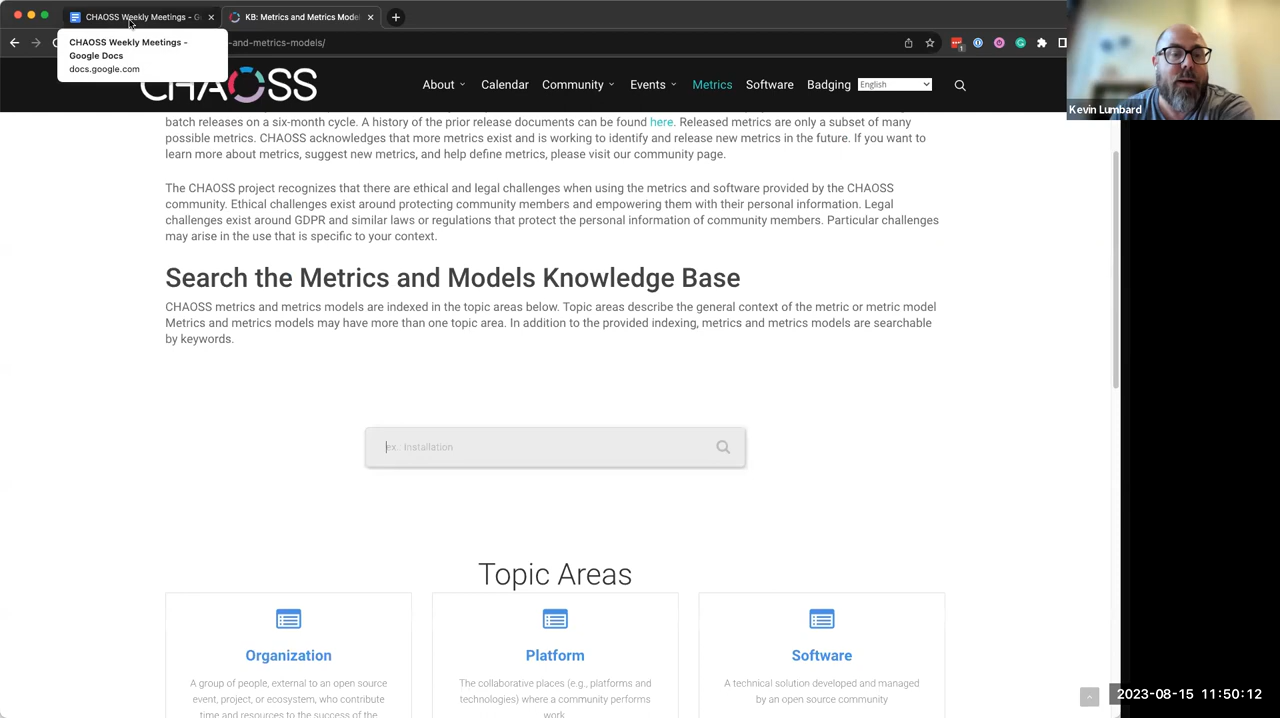 CHAOSS Weekly Meetings - G
KB: Metrics and Metrics Mode
CHAOSS Weekly Meetings -
Google Docs
docs.google.com
-and-metrics-models/
CHAOSS
About
Calendar
Community
Events
Metrics
Software
Badging
English
Kevin Lumbard
batch releases on a six-month cycle. A history of the prior release documents can be found here. Released metrics are only a subset of many
possible metrics. CHAOSS acknowledges that more metrics exist and is working to identify and release new metrics in the future. If you want to
learn more about metrics, suggest new metrics, and help define metrics, please visit our community page.
The CHAOSS project recognizes that there are ethical and legal challenges when using the metrics and software provided by the CHAOSS
community. Ethical challenges exist around protecting community members and empowering them with their personal information. Legal
challenges exist around GDPR and similar laws or regulations that protect the personal information of community members. Particular challenges
may arise in the use that is specific to your context.
Search the Metrics and Models Knowledge Base
CHAOSS metrics and metrics models are indexed in the topic areas below. Topic areas describe the general context of the metric or metric model
Metrics and metrics models may have more than one topic area. In addition to the provided indexing, metrics and metrics models are searchable
by keywords.
ex.: Installation
Topic Areas
Organization
A group of people, external to an open source
event, project, or ecosystem, who contribute
time and resources to the success of the
Platform
The collaborative places (e.g., platforms and
technologies) where a community performs
work.
Software
A technical solution developed and managed
by an open source community
2023-08-15 11:50:12